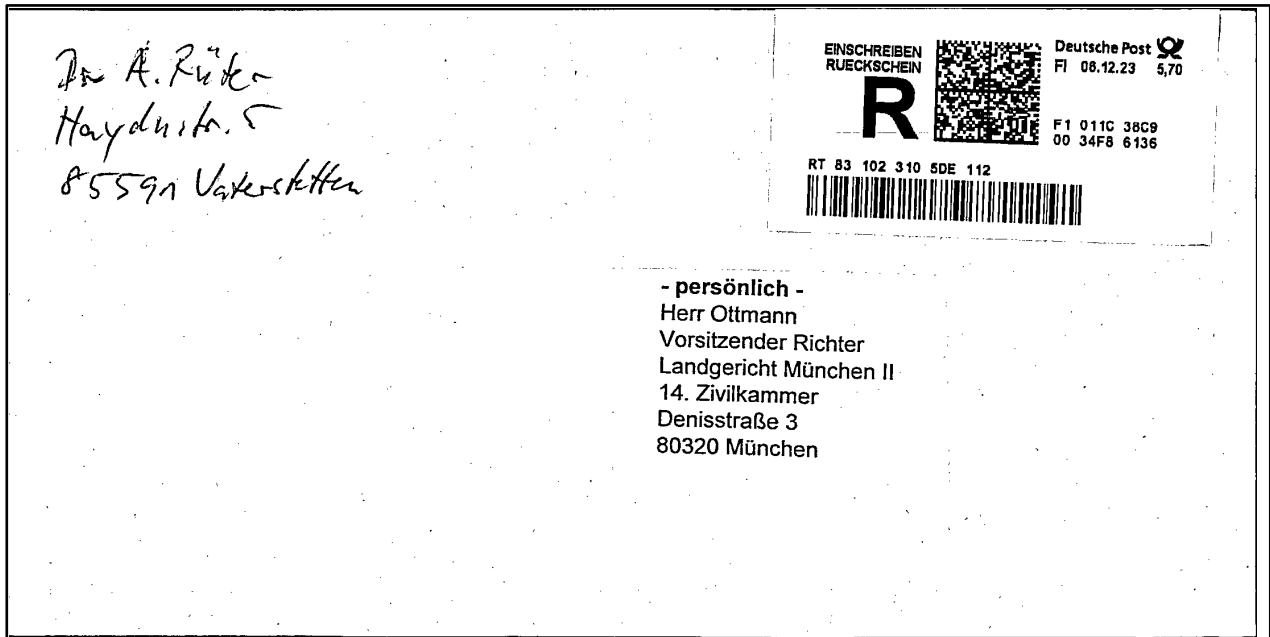 Dr A. Rüter
Haydnstr. 5
85591 Vaterstetten
EINSCHREIBEN
RUECKSCHEIN
R
Deutsche Post
FI 06.12.23 5,70
F1 011C 38C9
00 34F8 6136
RT 83 102 310 5DE 112
- persönlich -
Herr Ottmann
Vorsitzender Richter
Landgericht München II
14. Zivilkammer
Denisstraße 3
80320 München